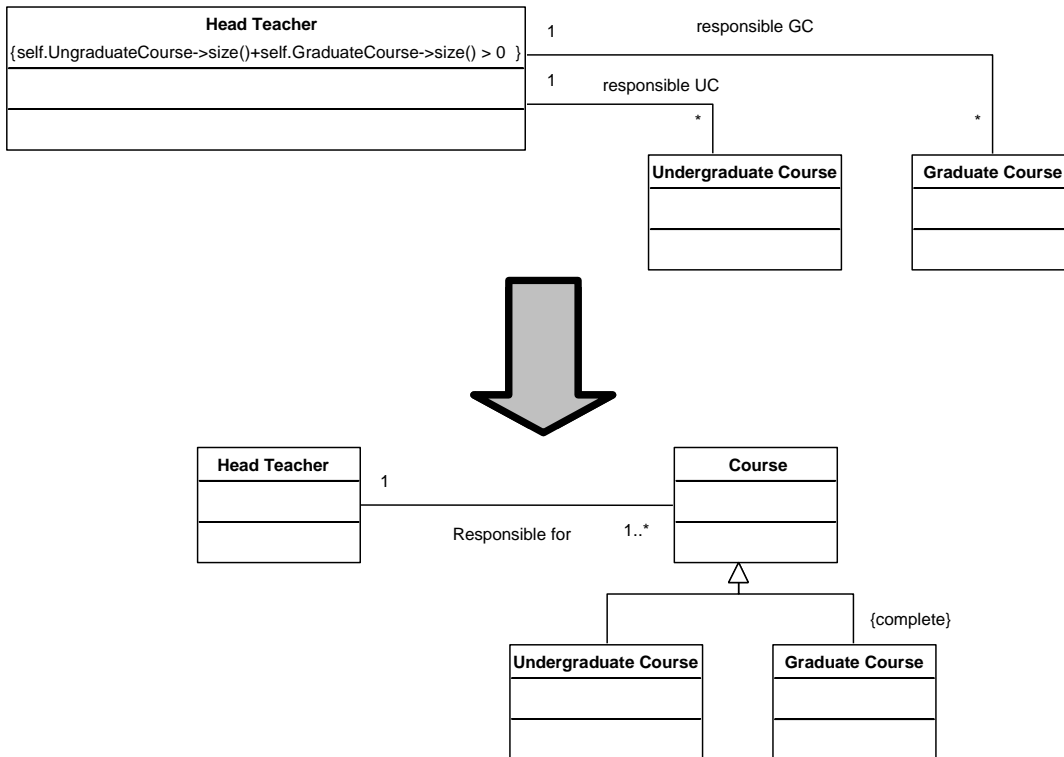 Head Teacher
{self.UngraduateCourse->size()+self.GraduateCourse->size() > 0 }
1
responsible GC
1
responsible UC
*
*
Undergraduate Course
Graduate Course
Head Teacher
1
Responsible for
1..*
Course
{complete}
Undergraduate Course
Graduate Course